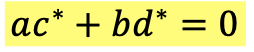 ac* + bd* = 0